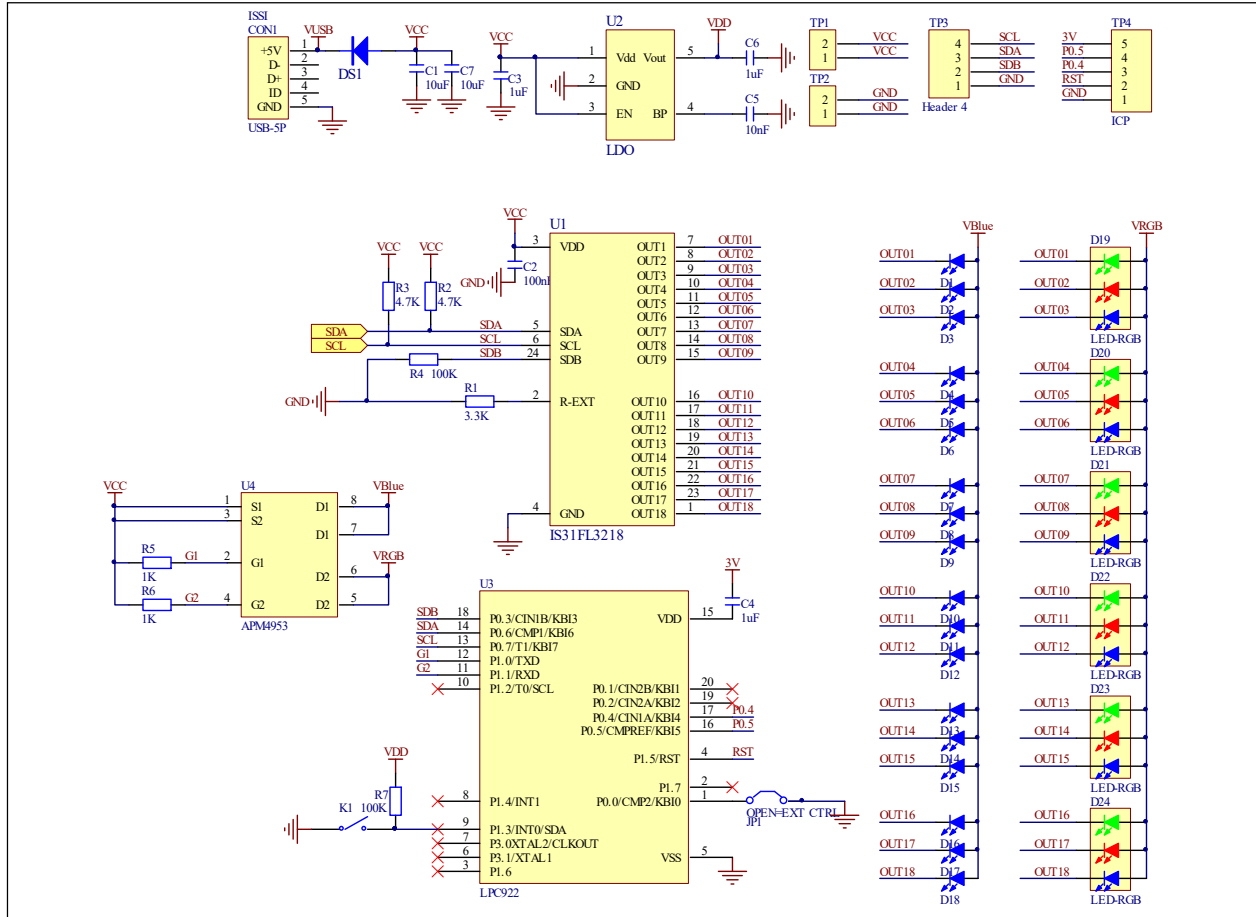 ISSI
CON1
+5V 1
D- 2
D+ 3
ID 4
GND 5
USB-5P
VUSB
DS1
VCC
C1
10uF
C7
10uF
VCC
C3
1uF
U2
1 Vdd Vout 5
2 GND
3 EN BP 4
LDO
VDD
C6
1uF
C5
10nF
TP1
2 VCC
1 VCC
TP2
2 GND
1 GND
TP3
4 SCL
3 SDA
2 SDB
1 GND
Header 4
TP4
3V 5
P0.5 4
P0.4 3
RST 2
GND 1
ICP
U1
VCC
C2
100nF
GND
VCC
VCC
R3
4.7K
R2
4.7K
SDA
SCL
SDA 5 SDA
SCL 6 SCL
SDB 24 SDB
R4 100K
GND
R1
3.3K
2 R-EXT
3 VDD
4 GND
OUT1 7 OUT01
OUT2 8 OUT02
OUT3 9 OUT03
OUT4 10 OUT04
OUT5 11 OUT05
OUT6 12 OUT06
OUT7 13 OUT07
OUT8 14 OUT08
OUT9 15 OUT09
OUT10 16 OUT10
OUT11 17 OUT11
OUT12 18 OUT12
OUT13 19 OUT13
OUT14 20 OUT14
OUT15 21 OUT15
OUT16 22 OUT16
OUT17 23 OUT17
OUT18 1 OUT18
IS31FL3218
VCC
U4
1 S1 D1 8
3 S2
D1 7
2 G1 D2 6
4 G2 D2 5
APM4953
VBlue
VRGB
R5
1K
G1
R6
1K
G2
U3
SDB 18 P0.3/CIN1B/KBI3
SDA 14 P0.6/CMP1/KBI6
SCL 13 P0.7/T1/KBI7
G1 12 P1.0/TXD
G2 11 P1.1/RXD
10 P1.2/T0/SCL
8 P1.4/INT1
9 P1.3/INT0/SDA
7 P3.0XTAL2/CLKOUT
6 P3.1/XTAL1
3 P1.6
VDD 15
3V
C4
1uF
P0.1/CIN2B/KBI1 20
P0.2/CIN2A/KBI2 19
P0.4/CIN1A/KBI4 17 P0.4
P0.5/CMPREF/KBI5 16 P0.5
P1.5/RST 4 RST
P1.7 2
P0.0/CMP2/KBI0 1
OPEN=EXT CTRL
JP1
VSS 5
LPC922
VDD
R7
100K
K1
VBlue
OUT01
D1
OUT02
D2
OUT03
D3
OUT04
D4
OUT05
D5
OUT06
D6
OUT07
D7
OUT08
D8
OUT09
D9
OUT10
D10
OUT11
D11
OUT12
D12
OUT13
D13
OUT14
D14
OUT15
D15
OUT16
D16
OUT17
D17
OUT18
D18
VRGB
D19
OUT01
OUT02
OUT03
LED-RGB
D20
OUT04
OUT05
OUT06
LED-RGB
D21
OUT07
OUT08
OUT09
LED-RGB
D22
OUT10
OUT11
OUT12
LED-RGB
D23
OUT13
OUT14
OUT15
LED-RGB
D24
OUT16
OUT17
OUT18
LED-RGB